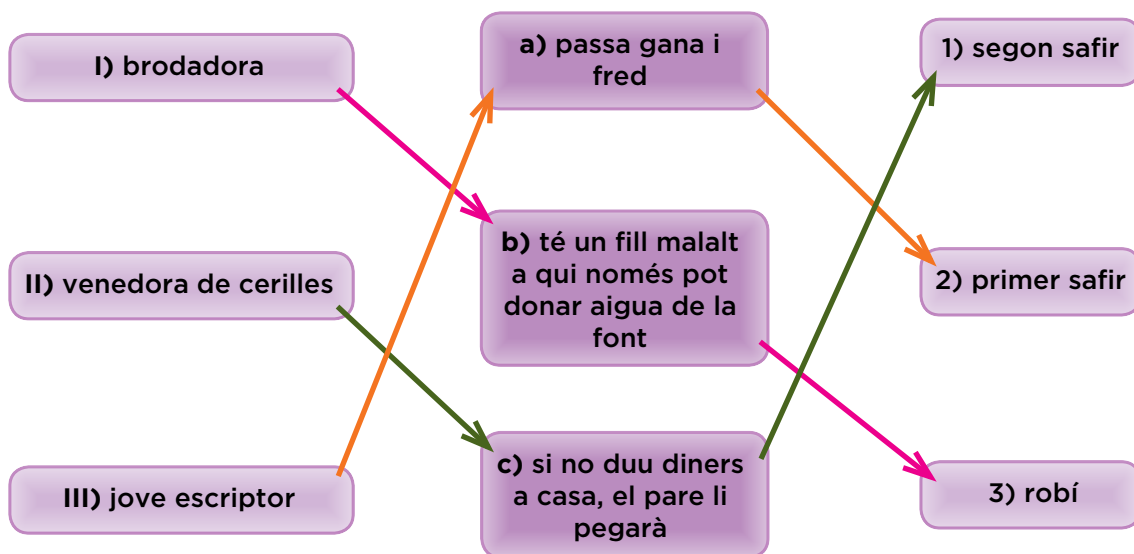 I) brodadora
II) venedora de cerilles
III) jove escriptor
a) passa gana i
fred
b) té un fill malalt
a qui només pot
donar aigua de la
font
c) si no duu diners
a casa, el pare li
pegarà
1) segon safir
2) primer safir
3) robí